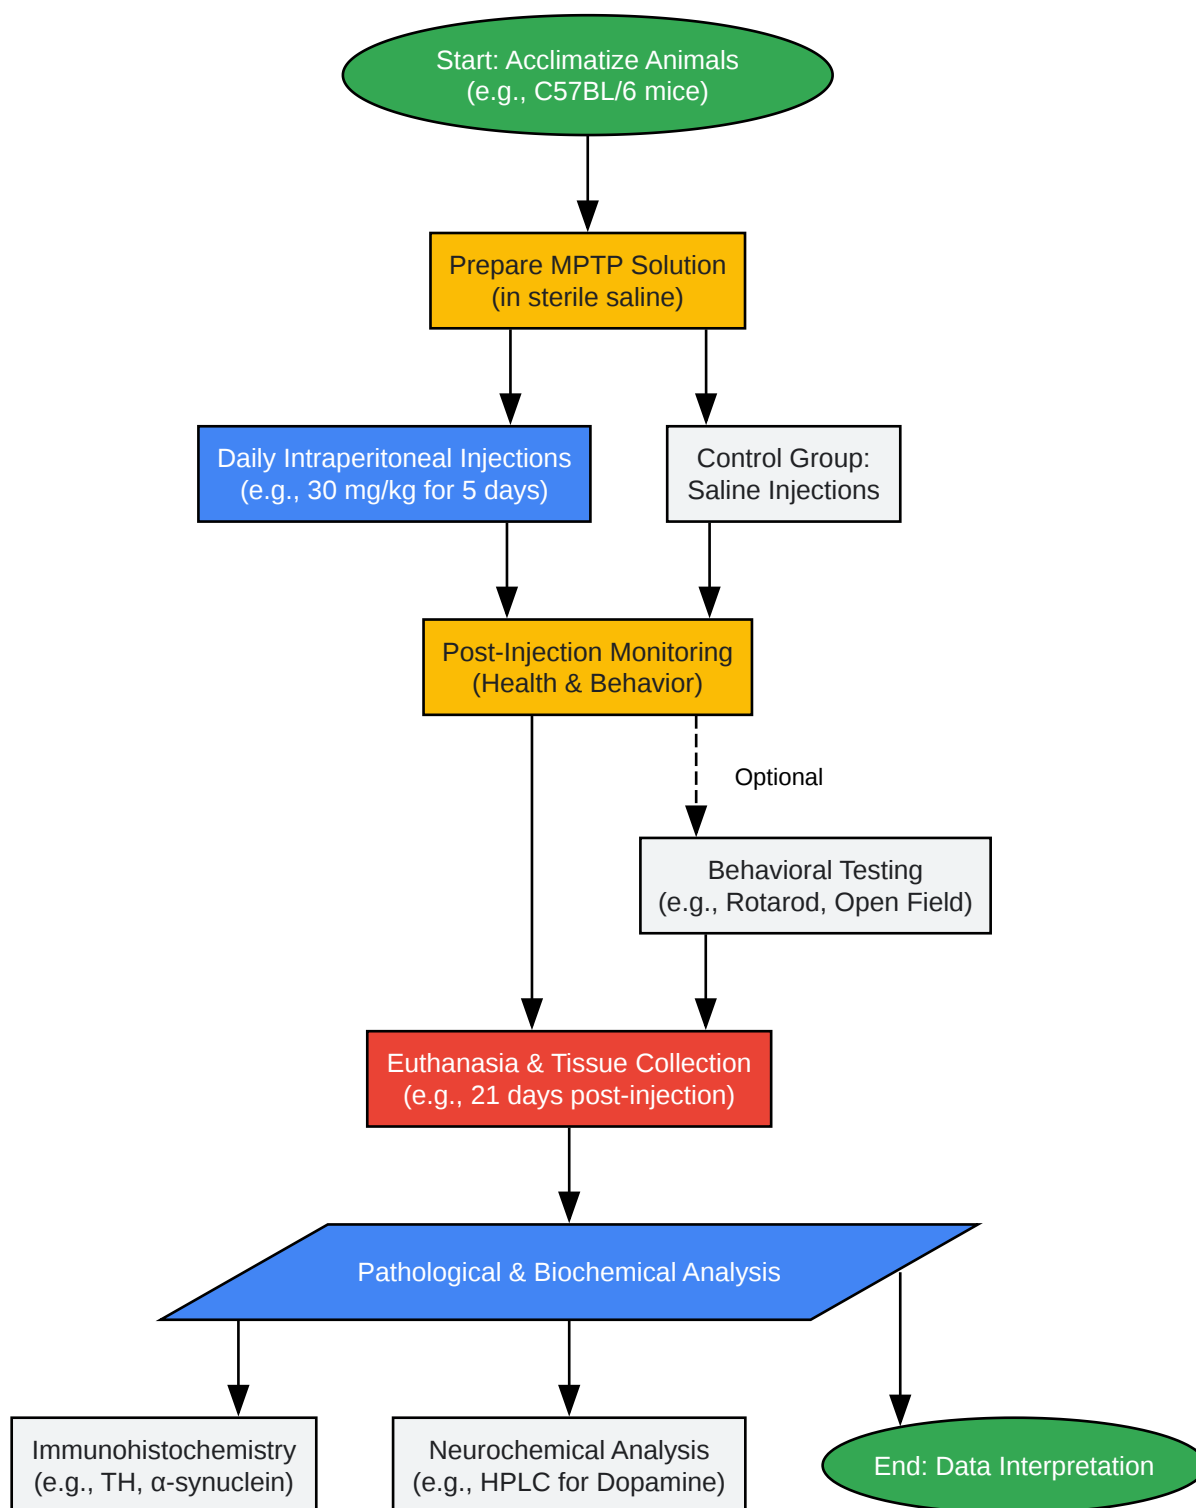 Start: Acclimatize Animals
(e.g., C57BL/6 mice)
Prepare MPTP Solution
(in sterile saline)
Daily Intraperitoneal Injections
(e.g., 30 mg/kg for 5 days)
Control Group:
Saline Injections
Post-Injection Monitoring
(Health & Behavior)
Optional
Behavioral Testing
(e.g., Rotarod, Open Field)
Euthanasia & Tissue Collection
(e.g., 21 days post-injection)
Pathological & Biochemical Analysis
Immunohistochemistry
(e.g., TH, α-synuclein)
Neurochemical Analysis
(e.g., HPLC for Dopamine)
End: Data Interpretation